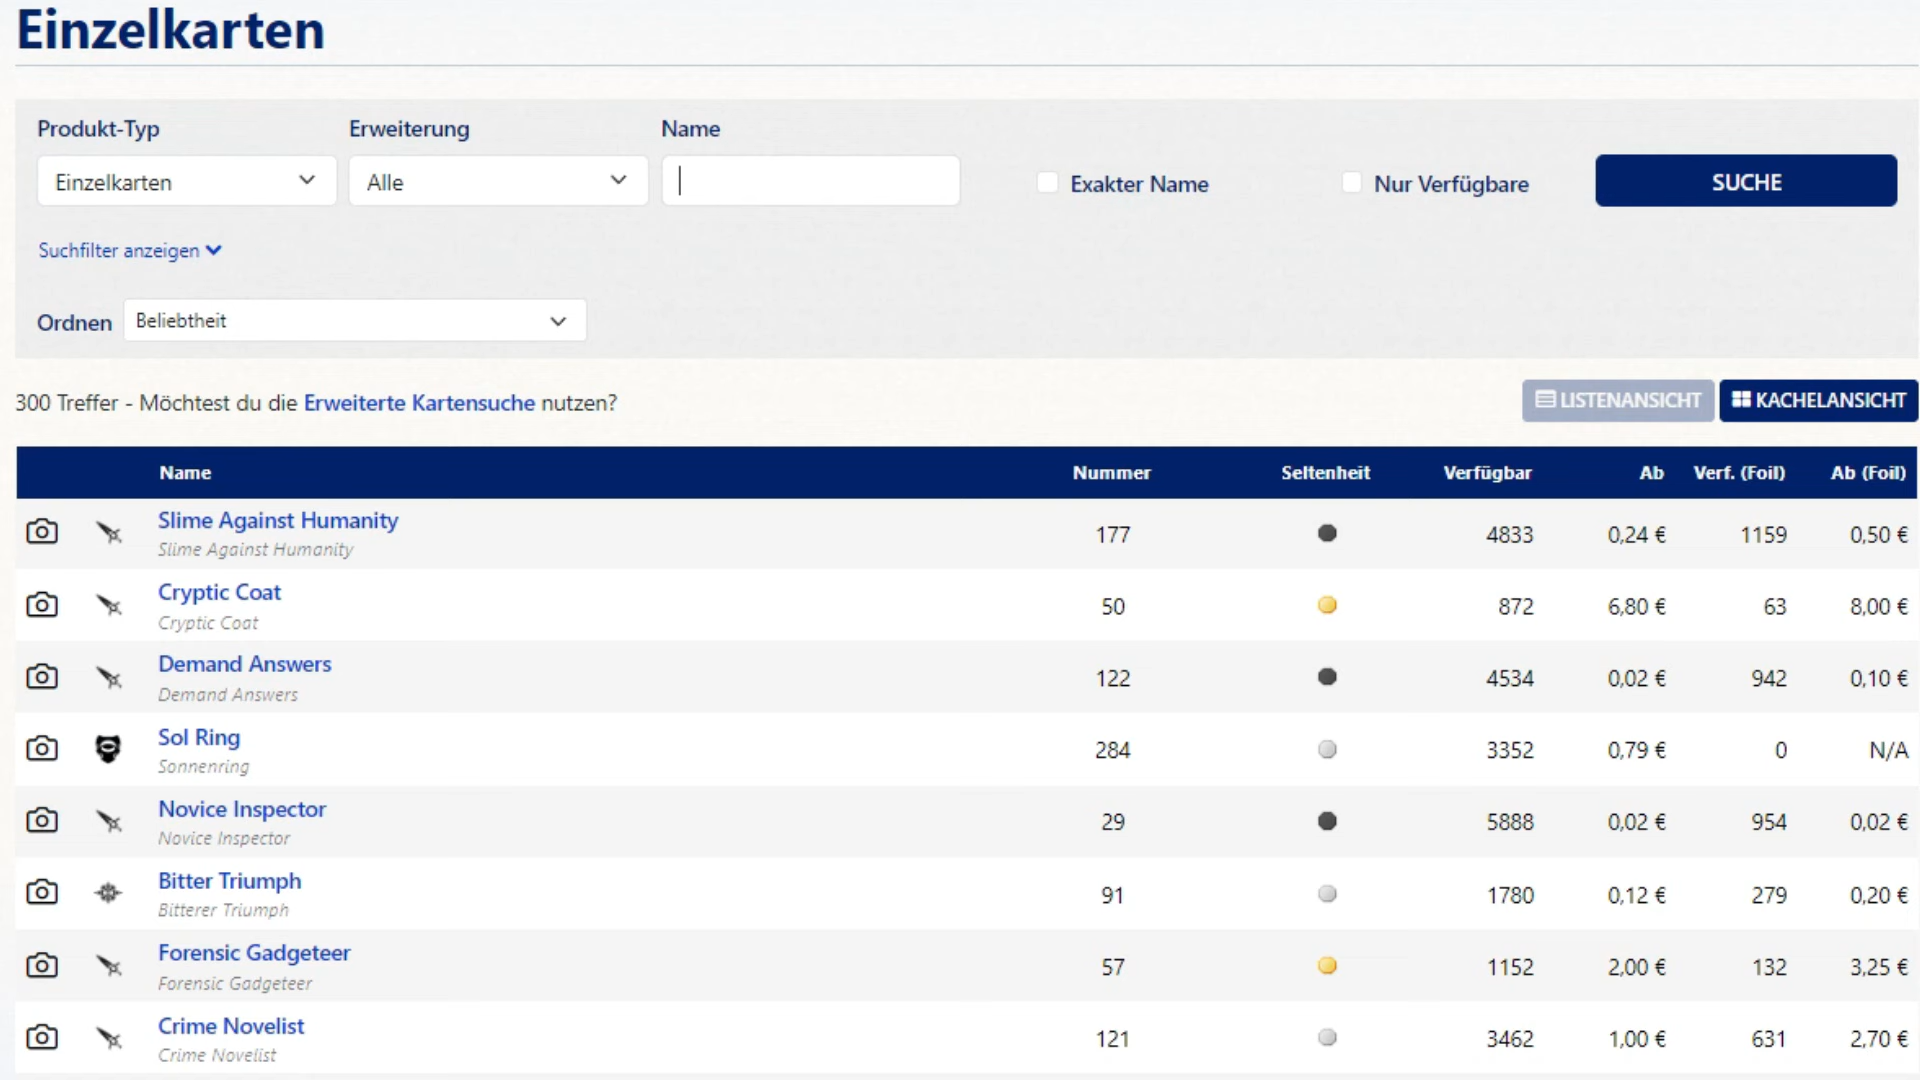 Einzelkarten
Produkt-Typ Erweiterung Name
Einzelkarten Alle Exakter Name Nur Verfügbare SUCHE
Suchfilter anzeigen
Ordnen Beliebtheit
300 Treffer - Möchtest du die Erweiterte Kartensuche nutzen? LISTENANSICHT KACHELANSICHT
Name Nummer Seltenheit Verfügbar Ab Verf. (Foil) Ab (Foil)
Slime Against Humanity 177 4833 0,24 € 1159 0,50 €
Slime Against Humanity
Cryptic Coat 50 872 6,80 € 63 8,00 €
Cryptic Coat
Demand Answers 122 4534 0,02 € 942 0,10 €
Demand Answers
Sol Ring 284 3352 0,79 € 0 N/A
Sonnenring
Novice Inspector 29 5888 0,02 € 954 0,02 €
Novice Inspector
Bitter Triumph 91 1780 0,12 € 279 0,20 €
Bitterer Triumph
Forensic Gadgeteer 57 1152 2,00 € 132 3,25 €
Forensic Gadgeteer
Crime Novelist 121 3462 1,00 € 631 2,70 €
Crime Novelist